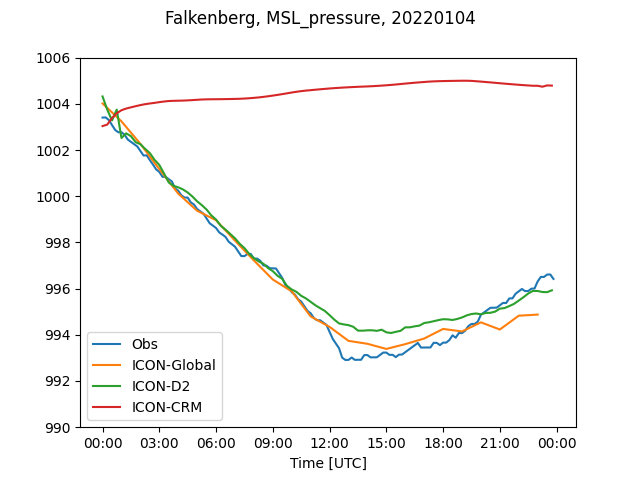 Falkenberg, MSL_pressure, 20220104
1006
1004
1002
1000
998
996
994
992
990
Obs
ICON-Global
ICON-D2
ICON-CRM
00:00 03:00 06:00 09:00 12:00 15:00 18:00 21:00 00:00
Time [UTC]